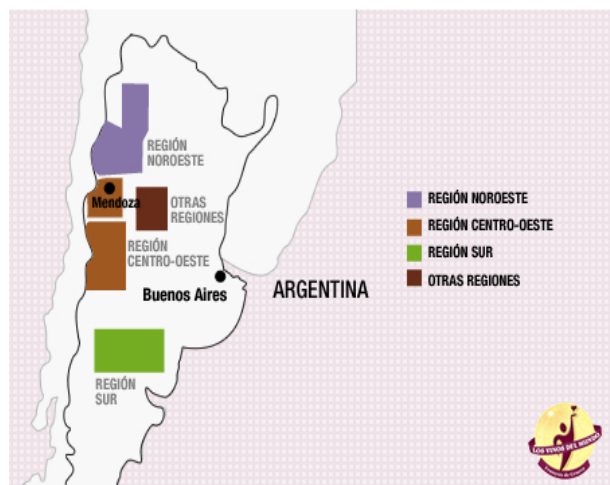 REGIÓN
NOROESTE
Mendoza
OTRAS
REGIONES
REGIÓN
CENTRO-OESTE
Buenos Aires
ARGENTINA
REGIÓN
SUR
REGIÓN NOROESTE
REGIÓN CENTRO-OESTE
REGIÓN SUR
OTRAS REGIONES
LOS VINOS DEL MUNDO